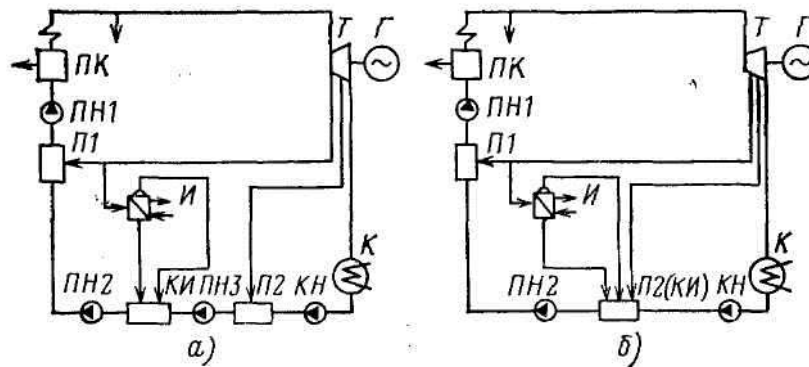 Т Г
ПК
ПН1
П1
И
К
ПН2 КИ ПН3 П2 КН
а)
Т Г
ПК
ПН1
П1
И
К
ПН2 П2(КИ) КН
б)